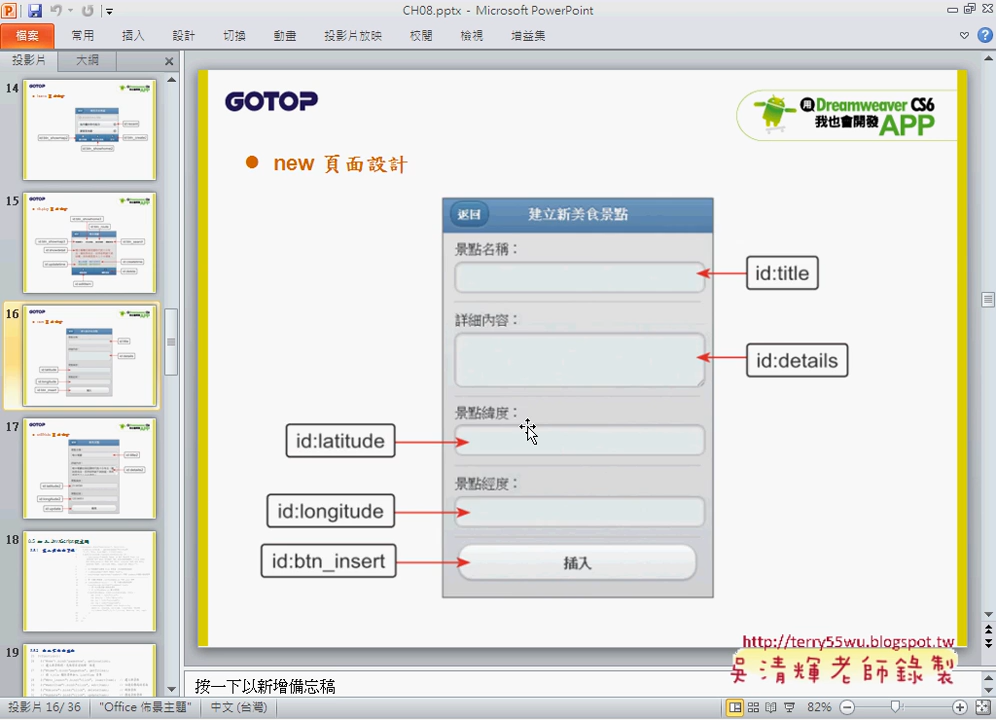 CH08.pptx - Microsoft PowerPoint
檔案 常用 插入 設計 切換 動畫 投影片放映 校閱 檢視 增益集
投影片 大綱
14
15
16
17
18
19
GOTOP
用 Dreamweaver CS6
我也會開發 APP
new 頁面設計
返回 建立新美食景點
景點名稱：
id:title
詳細內容：
id:details
景點緯度：
id:latitude
景點經度：
id:longitude
id:btn_insert
插入
http://terry55wu.blogspot.tw
吳清輝老師錄製
按一下以新增備忘稿
投影片 16/ 36 "Office 佈景主題" 中文 (台灣) 82%